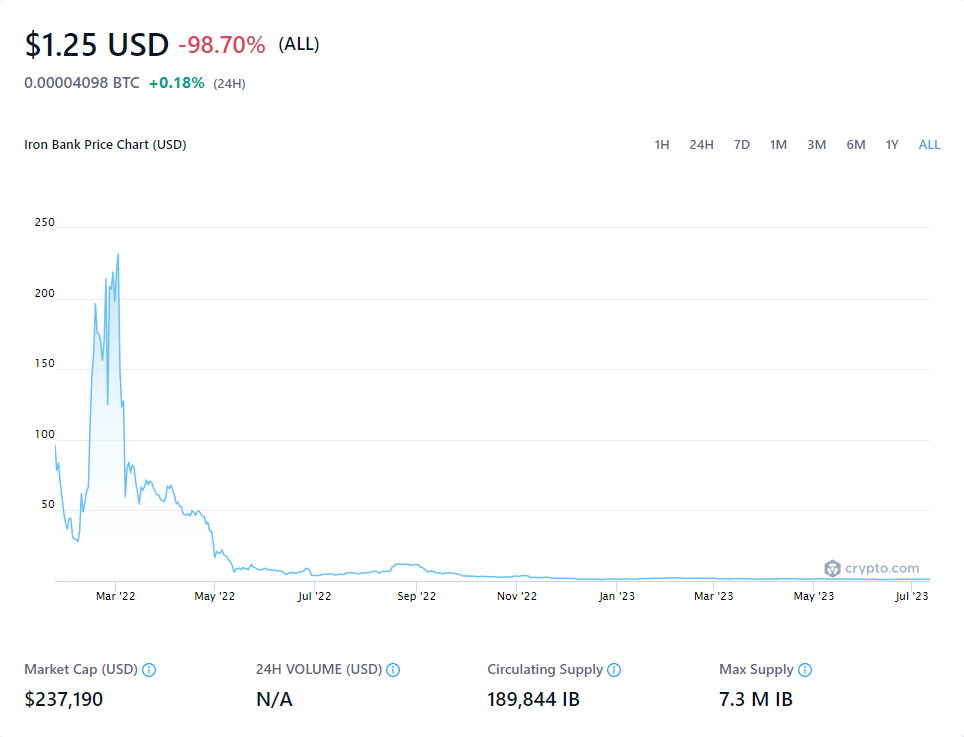 $1.25 USD -98.70% (ALL)
0.00004098 BTC +0.18% (24H)
Iron Bank Price Chart (USD) 1H 24H 7D 1M 3M 6M 1Y ALL
250
200
150
100
50
crypto.com
Mar '22 May '22 Jul '22 Sep '22 Nov '22 Jan '23 Mar '23 May '23 Jul '23
Market Cap (USD) 24H VOLUME (USD) Circulating Supply Max Supply
$237,190 N/A 189,844 IB 7.3 M IB